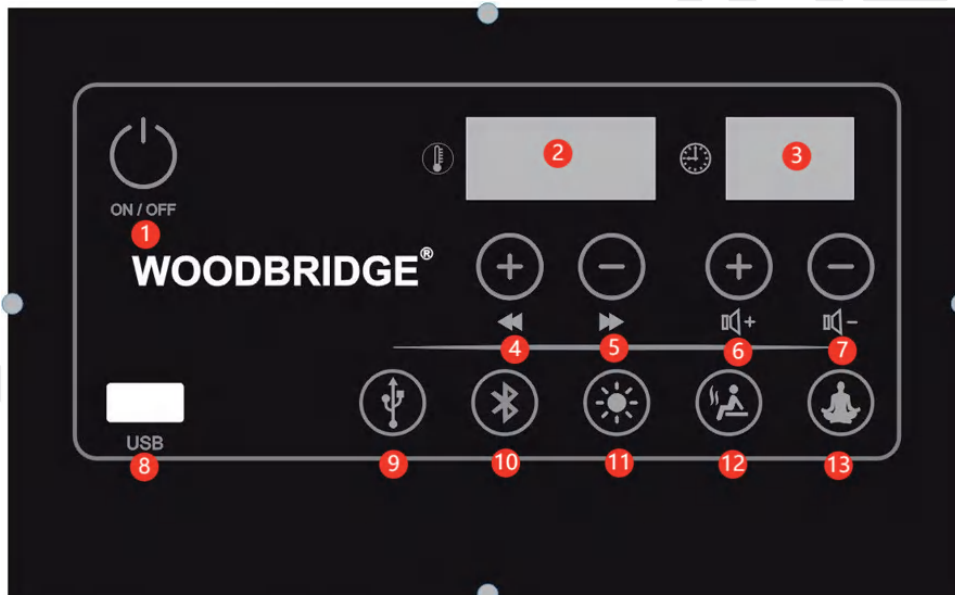 2
3
ON / OFF
1
WOODBRIDGE®
+ − + −
+ −
4 5 6 7
USB
8 9 10 11 12 13